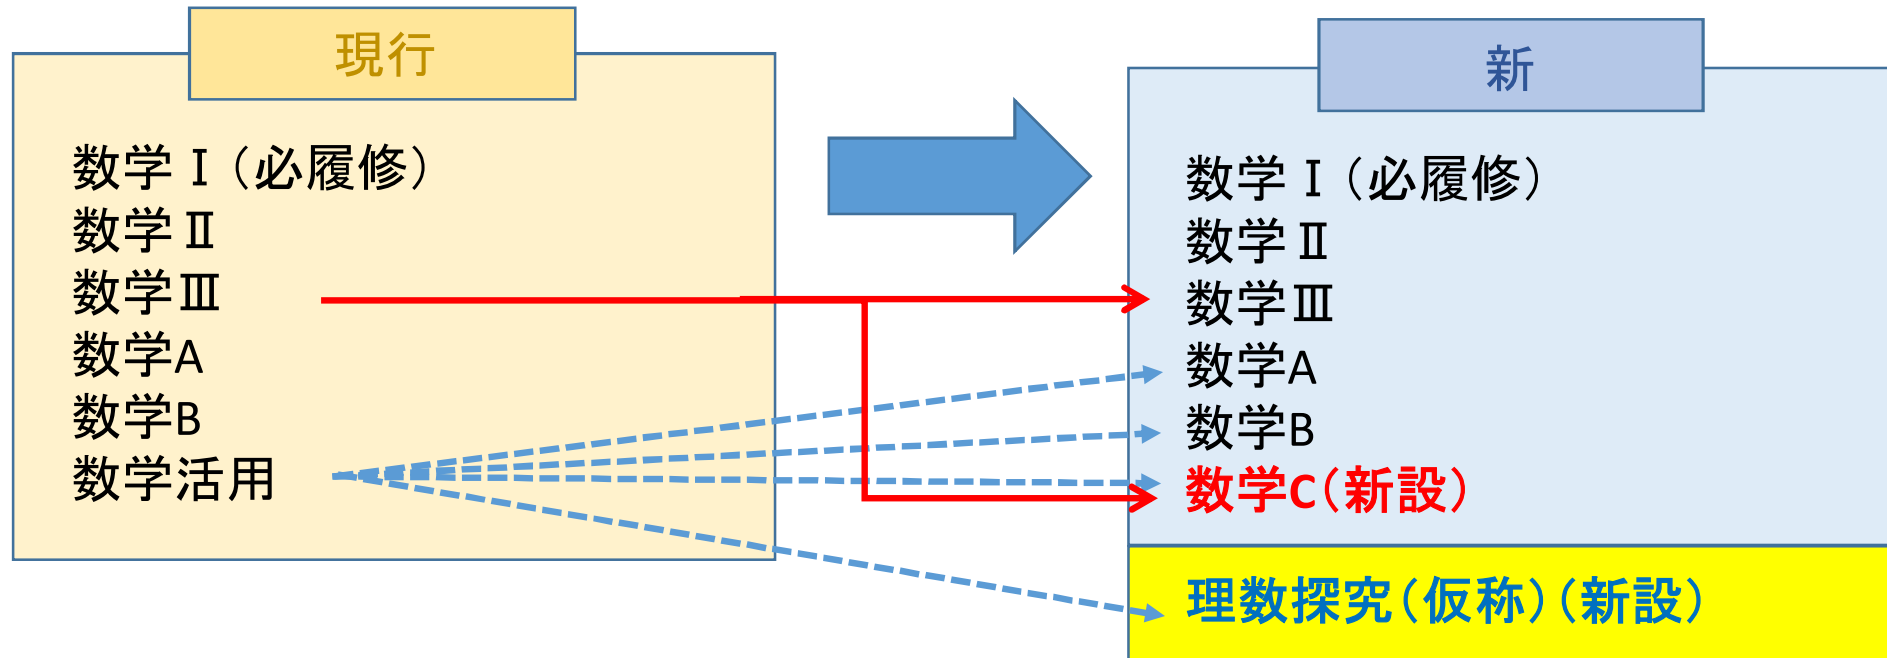 現行
数学Ⅰ（必履修）
数学Ⅱ
数学Ⅲ
数学A
数学B
数学活用
新
数学Ⅰ（必履修）
数学Ⅱ
数学Ⅲ
数学A
数学B
数学C（新設）
理数探究（仮称）（新設）